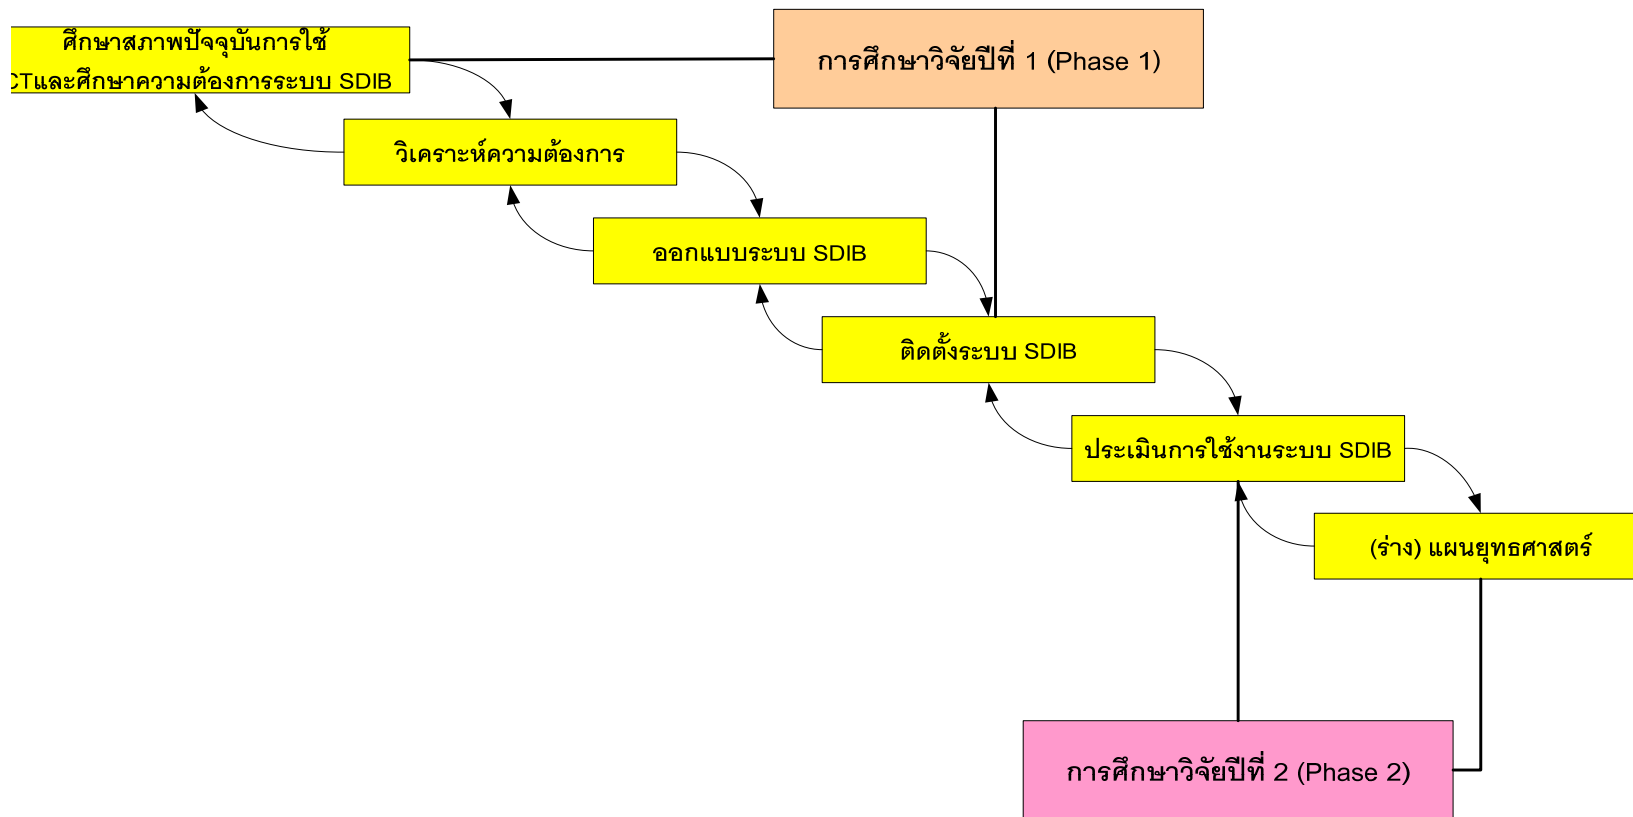 ศึกษาสภาพปัจจุบันการใช้
CTและศึกษาความต้องการระบบ SDIB
การศึกษาวิจัยปีที่ 1 (Phase 1)
วิเคราะห์ความต้องการ
ออกแบบระบบ SDIB
ติดตั้งระบบ SDIB
ประเมินการใช้งานระบบ SDIB
(ร่าง) แผนยุทธศาสตร์
การศึกษาวิจัยปีที่ 2 (Phase 2)